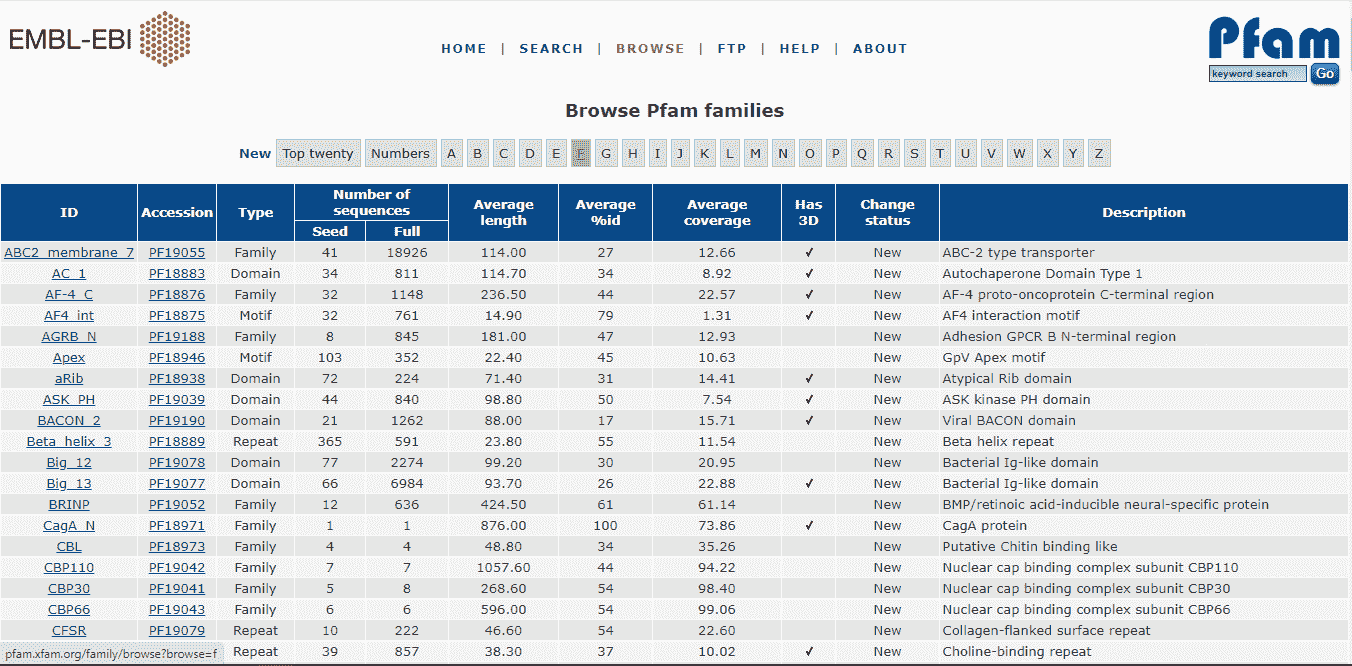 EMBL-EBI
HOME | SEARCH | BROWSE | FTP | HELP | ABOUT
Pfam
keyword search Go
Browse Pfam families
New Top twenty Numbers A B C D E F G H I J K L M N O P Q R S T U V W X Y Z
ID Accession Type Number of sequences Seed Full Average length Average %id Average coverage Has 3D Change status Description
ABC2_membrane_7 PF19055 Family 41 18926 114.00 27 12.66 ✓ New ABC-2 type transporter
AC_1 PF18883 Domain 34 811 114.70 34 8.92 ✓ New Autochaperone Domain Type 1
AF-4_C PF18876 Family 32 1148 236.50 44 22.57 ✓ New AF-4 proto-oncoprotein C-terminal region
AF4_int PF18875 Motif 32 761 14.90 79 1.31 ✓ New AF4 interaction motif
AGRB_N PF19188 Family 8 845 181.00 47 12.93 New Adhesion GPCR B N-terminal region
Apex PF18946 Motif 103 352 22.40 45 10.63 New GpV Apex motif
aRib PF18938 Domain 72 224 71.40 31 14.41 ✓ New Atypical Rib domain
ASK_PH PF19039 Domain 44 840 98.80 50 7.54 ✓ New ASK kinase PH domain
BACON_2 PF19190 Domain 21 1262 88.00 17 15.71 ✓ New Viral BACON domain
Beta_helix_3 PF18889 Repeat 365 591 23.80 55 11.54 New Beta helix repeat
Big_12 PF19078 Domain 77 2274 99.20 30 20.95 New Bacterial Ig-like domain
Big_13 PF19077 Domain 66 6984 93.70 26 22.88 ✓ New Bacterial Ig-like domain
BRINP PF19052 Family 12 636 424.50 61 61.14 New BMP/retinoic acid-inducible neural-specific protein
CagA_N PF18971 Family 1 1 876.00 100 73.86 ✓ New CagA protein
CBL PF18973 Family 4 4 48.80 34 35.26 New Putative Chitin binding like
CBP110 PF19042 Family 7 7 1057.60 44 94.22 New Nuclear cap binding complex subunit CBP110
CBP30 PF19041 Family 5 8 268.60 54 98.40 New Nuclear cap binding complex subunit CBP30
CBP66 PF19043 Family 6 6 596.00 54 99.06 New Nuclear cap binding complex subunit CBP66
CFSR PF19079 Repeat 10 222 46.60 54 22.60 New Collagen-flanked surface repeat
pfam.xfam.org/family/browse?browse=f Repeat 39 857 38.30 37 10.02 ✓ New Choline-binding repeat